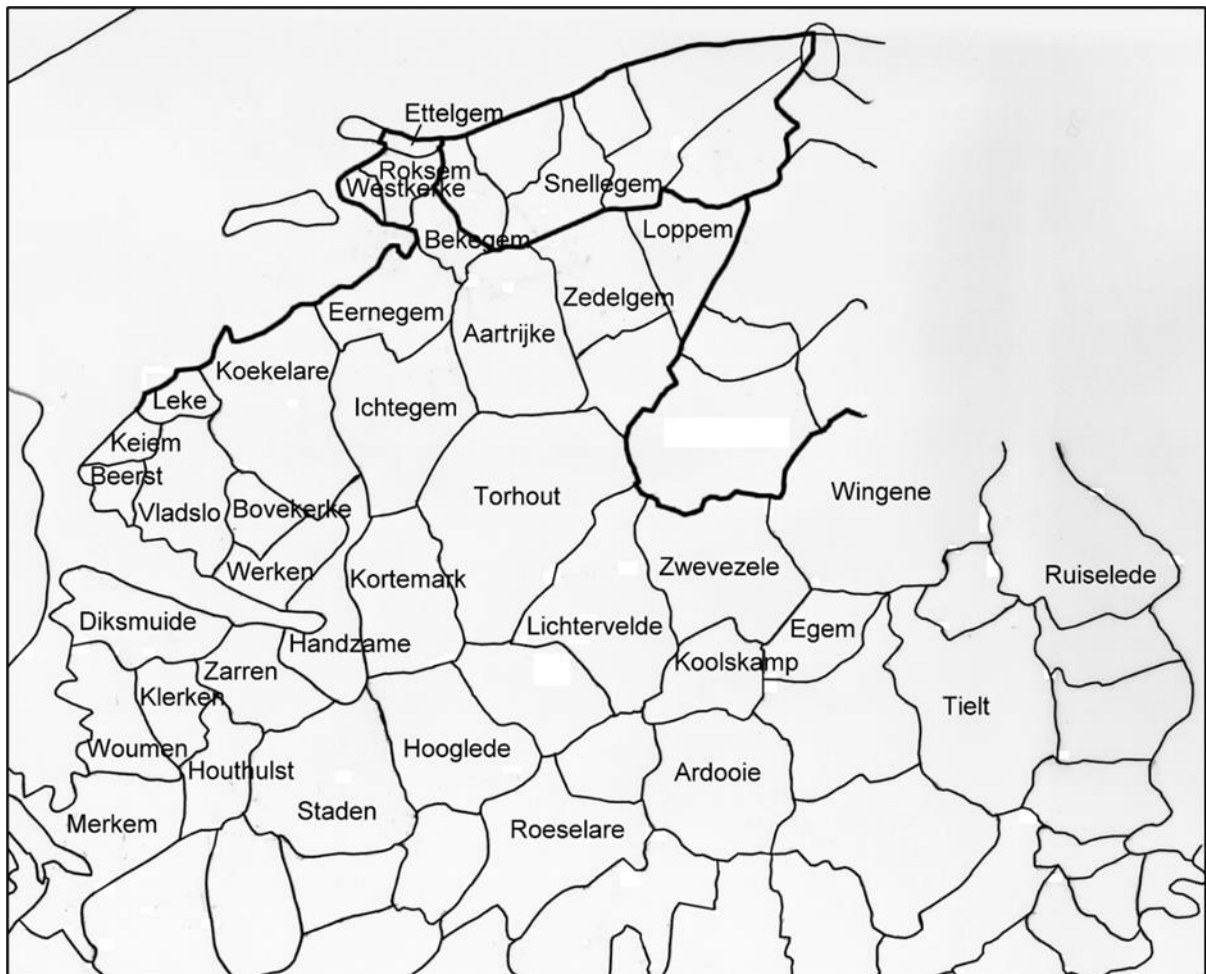 Ettelgem
Roksem
Westkerke
Snellegem
Bekegem
Loppem
Zedelgem
Eernegem
Aartrijke
Koekelare
Leke
Ichtegem
Keiem
Beerst
Torhout
Wingene
Vladslo
Bovekerke
Werken
Kortemark
Zwevezele
Ruiselede
Diksmuide
Handzame
Lichtervelde
Egem
Koolskamp
Zarren
Klerken
Tielt
Woumen
Hooglede
Houthulst
Ardooie
Staden
Merkem
Roeselare